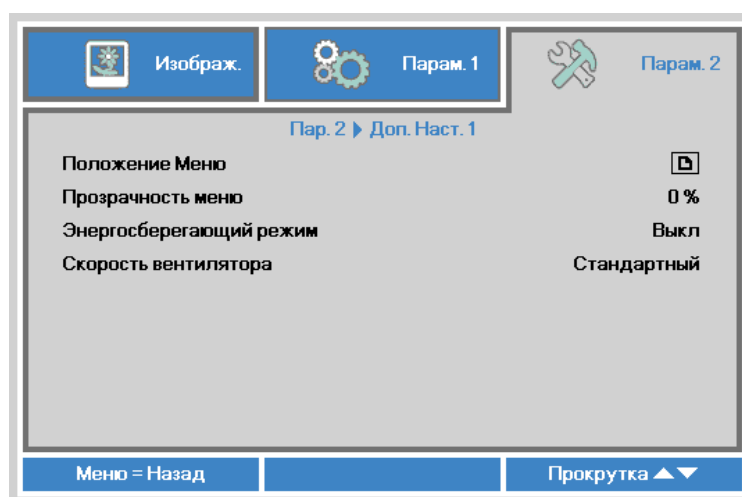 Изображ. Парам. 1 Парам. 2
Пар. 2 ▶ Доп. Наст. 1
Положение Меню
Прозрачность меню 0 %
Энергосберегающий режим Выкл
Скорость вентилятора Стандартный
Меню = Назад Прокрутка ▲▼